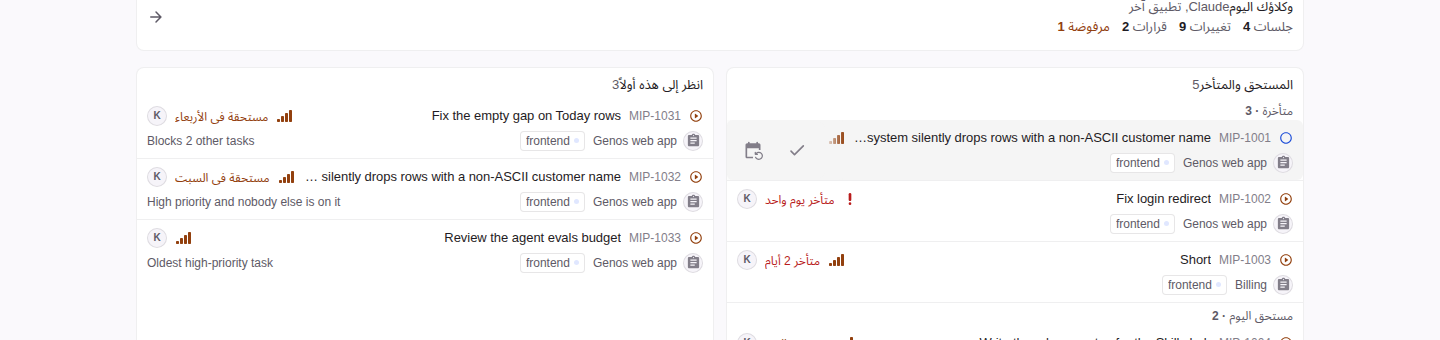 وكلاؤك اليومClaude, تطبيق آخر
جلسات 4 تغييرات 9 قرارات 2 مرفوضة 1
المستحق والمتأخر5
متأخرة · 3
MIP-1001 …system silently drops rows with a non-ASCII customer name
Genos web app frontend
MIP-1002 Fix login redirect متأخر يوم واحد K
Genos web app frontend
MIP-1003 Short متأخر 2 أيام K
Billing frontend
مستحق اليوم · 2
انظر إلى هذه أولاً3
MIP-1031 Fix the empty gap on Today rows مستحقة في الأربعاء K
Genos web app frontend Blocks 2 other tasks
MIP-1032 … silently drops rows with a non-ASCII customer name مستحقة في السبت K
Genos web app frontend High priority and nobody else is on it
MIP-1033 Review the agent evals budget K
Genos web app frontend Oldest high-priority task